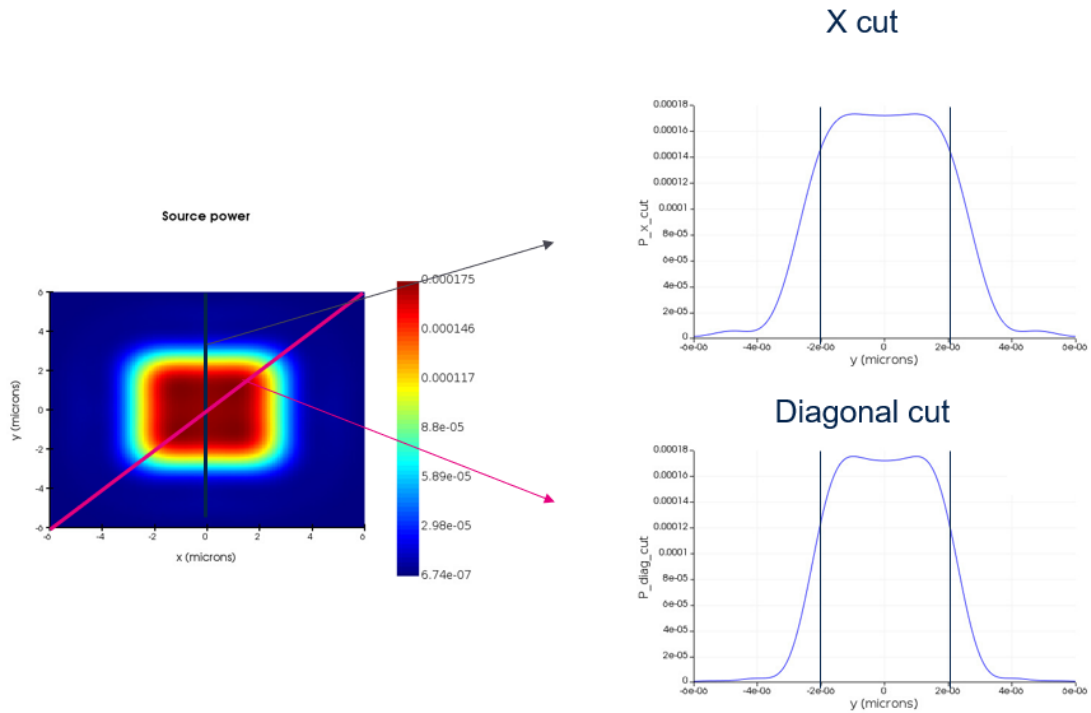 X cut
0.00018
0.00016
0.00014
0.00012
0.0001
8e-05
6e-05
4e-05
2e-05
0
P_x_cut
-6e-06 -4e-06 -2e-06 0 2e-06 4e-06 6e-06
y (microns)
Source power
6
4
2
0
-2
-4
-6
y (microns)
-6 -4 -2 0 2 4 6
x (microns)
0.000175
0.000146
0.000117
8.8e-05
5.89e-05
2.98e-05
6.74e-07
Diagonal cut
0.00018
0.00016
0.00014
0.00012
0.0001
8e-05
6e-05
4e-05
2e-05
0
P_diag_cut
-6e-06 -4e-06 -2e-06 0 2e-06 4e-06 6e-06
y (microns)